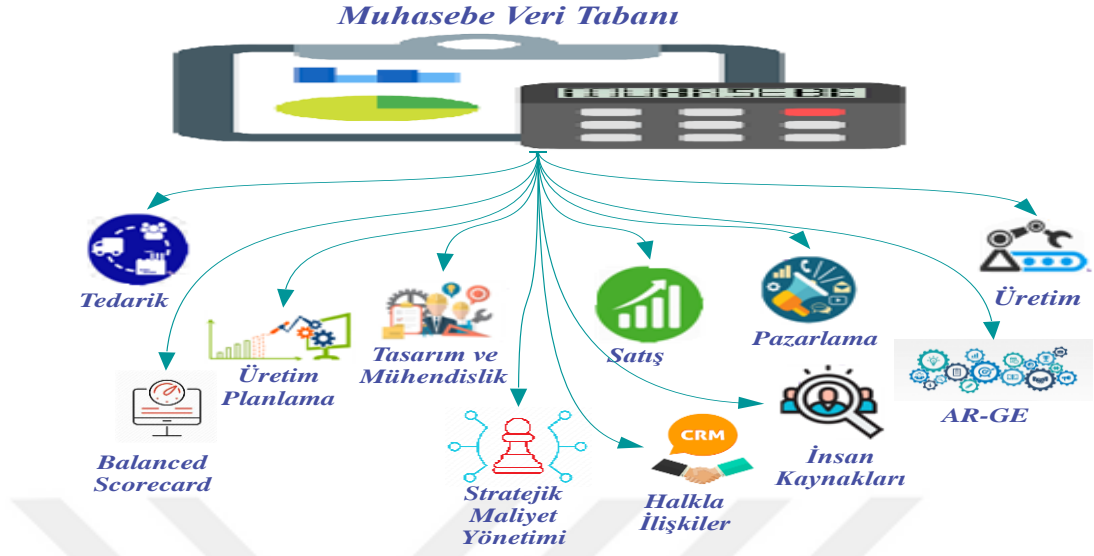 Muhasebe Veri Tabanı
MUHASEBE
Tedarik
Üretim
Pazarlama
Satış
Tasarım ve
Mühendislik
Üretim
Planlama
AR-GE
CRM
Balanced
Scorecard
İnsan
Kaynakları
Stratejik
Maliyet
Yönetimi
Halkla
İlişkiler